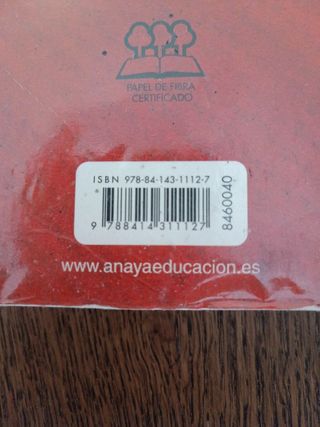 PAPEL DE FIBRA
CERTIFICADO
ISBN 978-84-143-1112-7
9 788414 311127
8460040
www.anayaeducacion.es